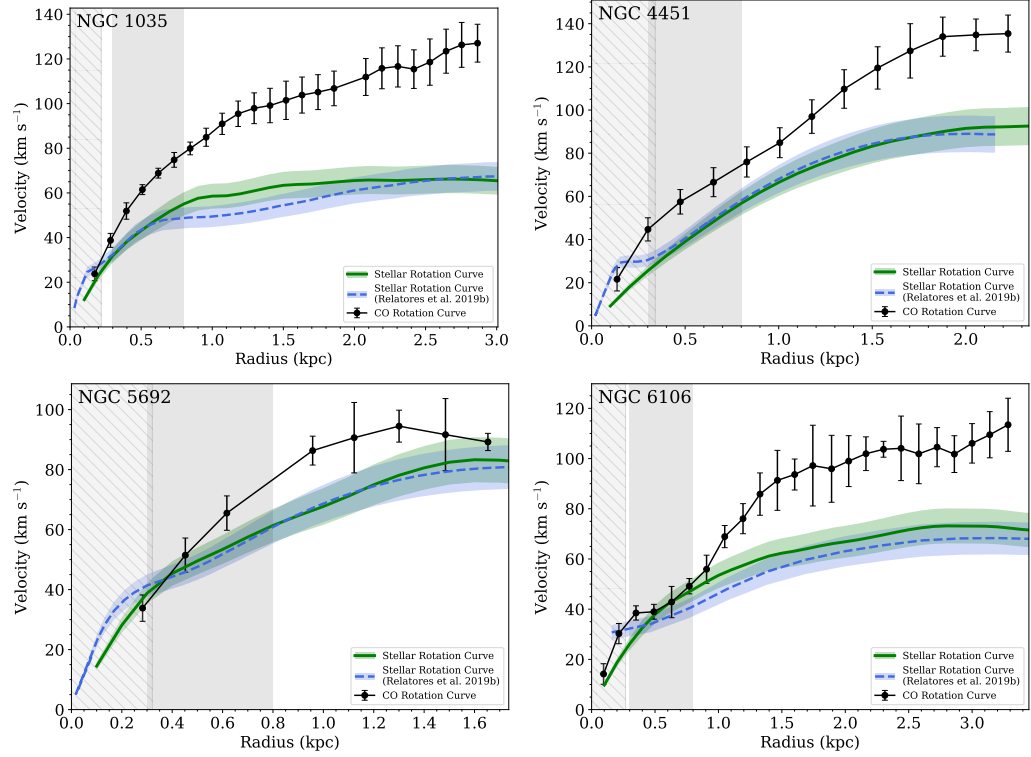 NGC 1035
140
120
100
80
60
40
20
0
Velocity (km s⁻¹)
0.0 0.5 1.0 1.5 2.0 2.5 3.0
Radius (kpc)
Stellar Rotation Curve
Stellar Rotation Curve
(Relatores et al. 2019b)
CO Rotation Curve
NGC 4451
140
120
100
80
60
40
20
0
Velocity (km s⁻¹)
0.0 0.5 1.0 1.5 2.0
Radius (kpc)
Stellar Rotation Curve
Stellar Rotation Curve
(Relatores et al. 2019b)
CO Rotation Curve
NGC 5692
100
80
60
40
20
0
Velocity (km s⁻¹)
0.0 0.2 0.4 0.6 0.8 1.0 1.2 1.4 1.6
Radius (kpc)
Stellar Rotation Curve
Stellar Rotation Curve
(Relatores et al. 2019b)
CO Rotation Curve
NGC 6106
120
100
80
60
40
20
0
Velocity (km s⁻¹)
0.0 0.5 1.0 1.5 2.0 2.5 3.0
Radius (kpc)
Stellar Rotation Curve
Stellar Rotation Curve
(Relatores et al. 2019b)
CO Rotation Curve